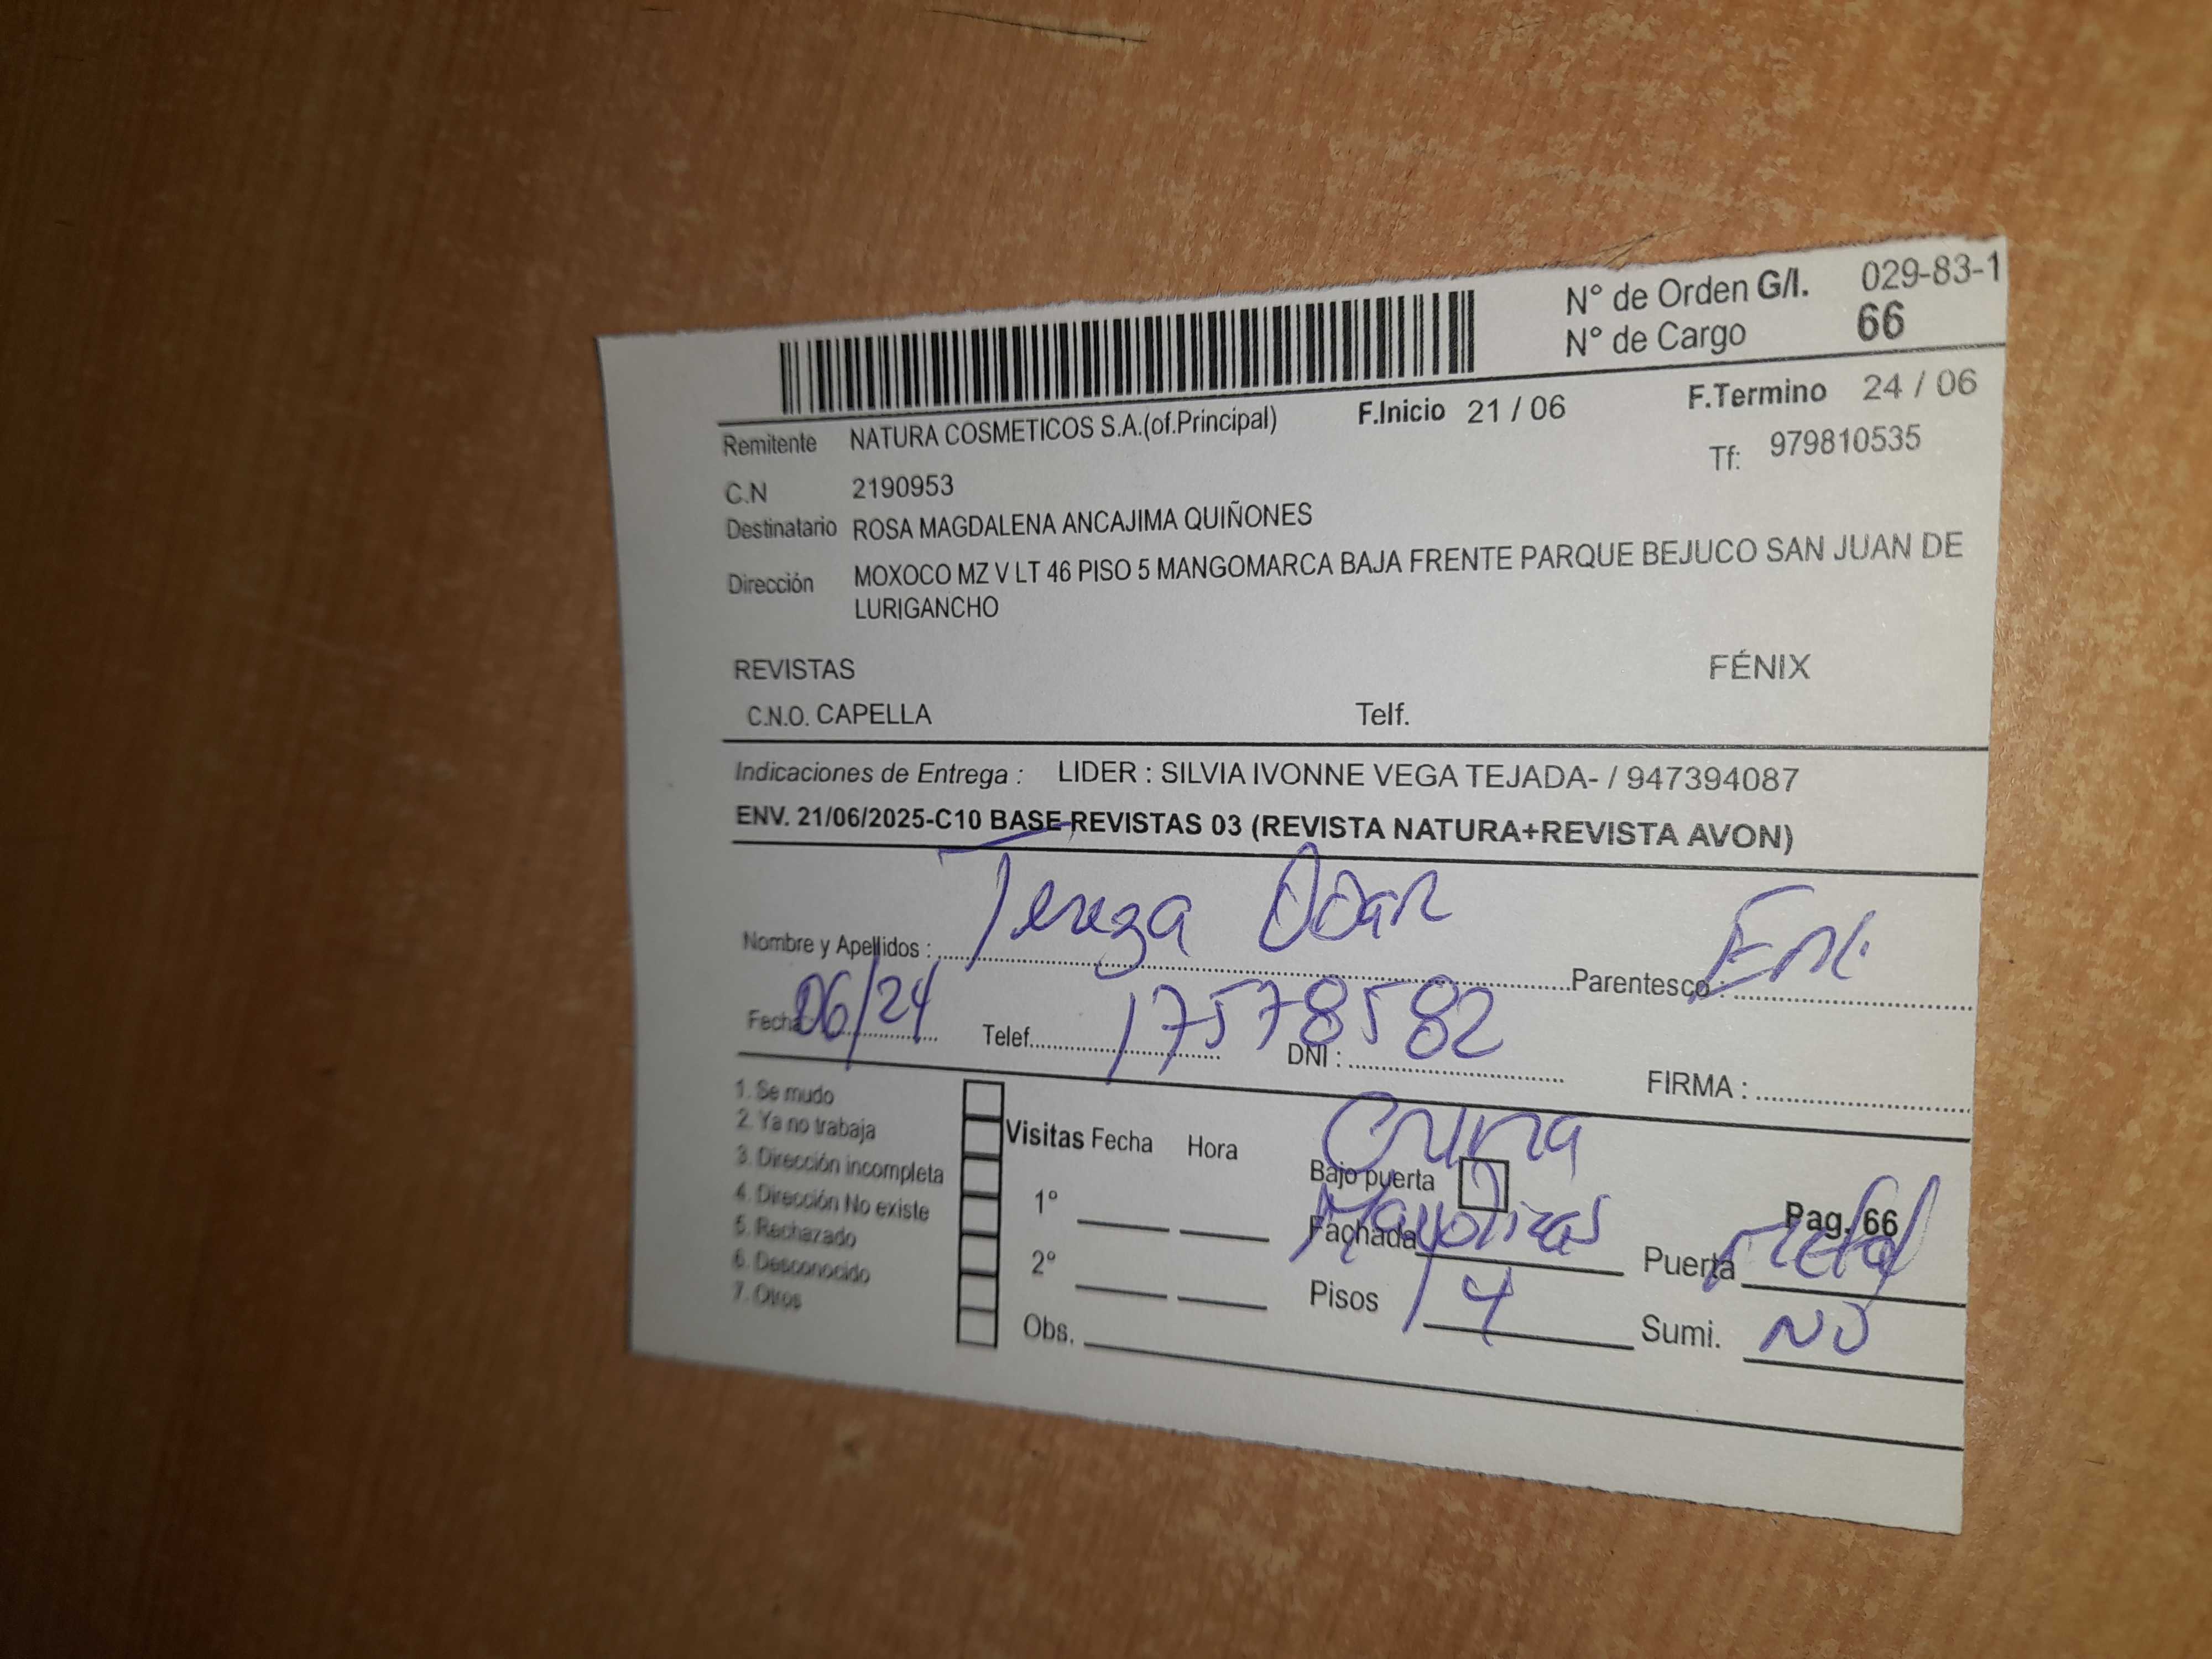 N° de Orden G/I. 029-83-1
N° de Cargo 66
F.Inicio 21 / 06 F.Termino 24 / 06
Remitente NATURA COSMETICOS S.A.(of.Principal)
Tf: 979810535
C.N 2190953
Destinatario ROSA MAGDALENA ANCAJIMA QUIÑONES
Dirección MOXOCO MZ V LT 46 PISO 5 MANGOMARCA BAJA FRENTE PARQUE BEJUCO SAN JUAN DE
LURIGANCHO
REVISTAS FÉNIX
C.N.O. CAPELLA Telf.
Indicaciones de Entrega : LIDER : SILVIA IVONNE VEGA TEJADA- / 947394087
ENV. 21/06/2025-C10 BASE-REVISTAS 03 (REVISTA NATURA+REVISTA AVON)
Nombre y Apellidos : Tereza Parentesco :
Fecha: 06/24 Telef. 17578582 DNI : FIRMA :
1. Se mudo
2. Ya no trabaja
3. Dirección incompleta
4. Dirección No existe
5. Rechazado
6. Desconocido
7. Otros
Visitas Fecha Hora
1°
2°
Obs.
Bajo puerta Pag. 66
Fachada Mayolicas Puerta Metal
Pisos 4 Sumi. NO